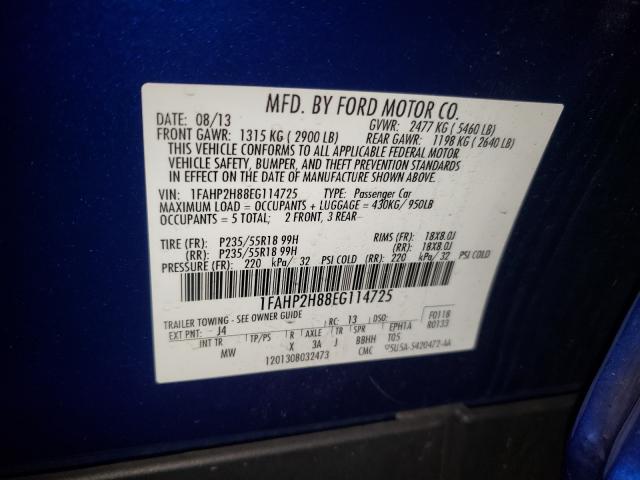 MFD. BY FORD MOTOR CO.
DATE: 08/13 GVWR: 2477 KG ( 5460 LB)
FRONT GAWR: 1315 KG ( 2900 LB) REAR GAWR: 1198 KG ( 2640 LB)
THIS VEHICLE CONFORMS TO ALL APPLICABLE FEDERAL MOTOR
VEHICLE SAFETY, BUMPER, AND THEFT PREVENTION STANDARDS
IN EFFECT ON THE DATE OF MANUFACTURE SHOWN ABOVE.
VIN: 1FAHP2H88EG114725 TYPE: Passenger Car
MAXIMUM LOAD = OCCUPANTS + LUGGAGE = 430KG/ 950LB
OCCUPANTS = 5 TOTAL; 2 FRONT, 3 REAR
TIRE (FR): P235/55R18 99H RIMS (FR): 18X8.0J
(RR): P235/55R18 99H (RR): 18X8.0J
PRESSURE (FR): 220 kPa/ 32 PSI COLD (RR): 220 kPa/ 32 PSI COLD
1FAHP2H88EG114725
TRAILER TOWING - SEE OWNER GUIDE
EXT PNT: J4 RC: 13 DSO: F0118
R0133
INT TR TP/PS R AXLE TR SPR EPH1A
MW X 3A J BBHH T05
1201308032473 CMC